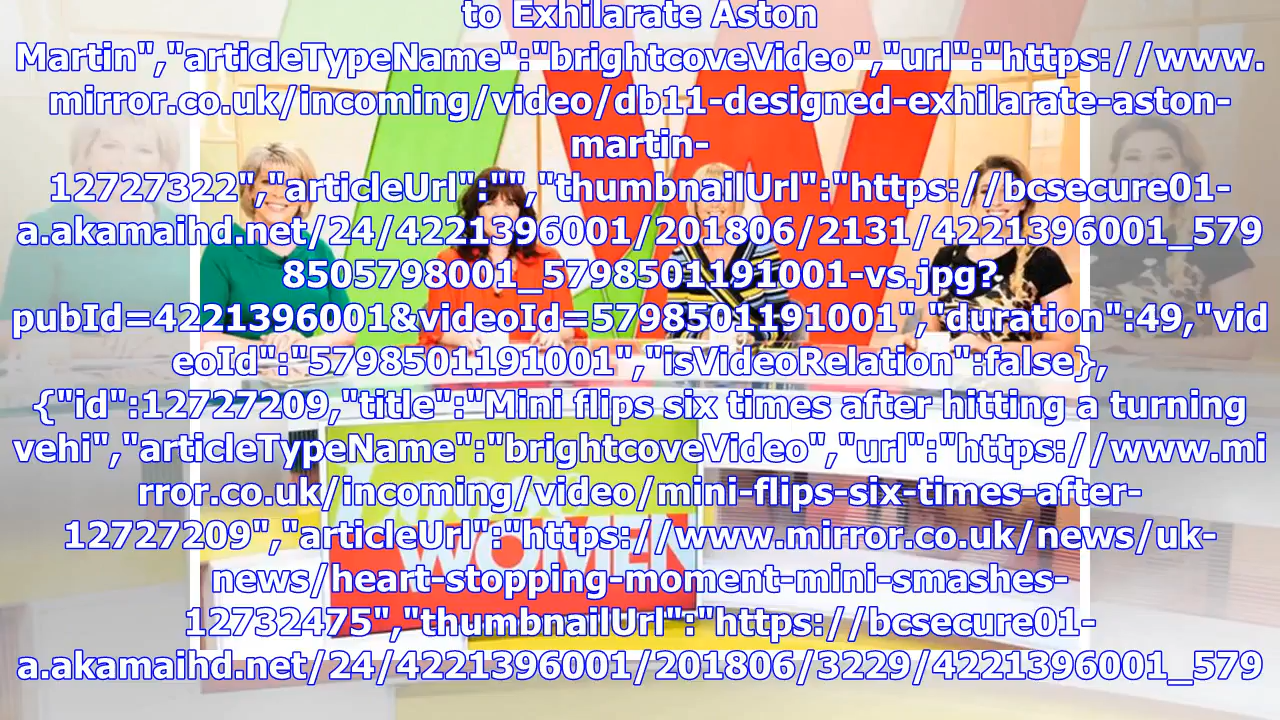 to Exhilarate Aston
Martin","articleTypeName":"brightcoveVideo","url":"https://www.
mirror.co.uk/incoming/video/db11-designed-exhilarate-aston-
martin-
12727322","articleUrl":"","thumbnailUrl":"https://bcsecure01-
a.akamaihd.net/24/4221396001/201806/2131/4221396001_579
8505798001_5798501191001-vs.jpg?
pubId=4221396001&videoId=5798501191001","duration":49,"vid
eoId":"5798501191001","isVideoRelation":false},
{"id":12727209,"title":"Mini flips six times after hitting a turning
vehi","articleTypeName":"brightcoveVideo","url":"https://www.mi
rror.co.uk/incoming/video/mini-flips-six-times-after-
12727209","articleUrl":"https://www.mirror.co.uk/news/uk-
news/heart-stopping-moment-mini-smashes-
12732475","thumbnailUrl":"https://bcsecure01-
a.akamaihd.net/24/4221396001/201806/3229/4221396001_579
WOMEN